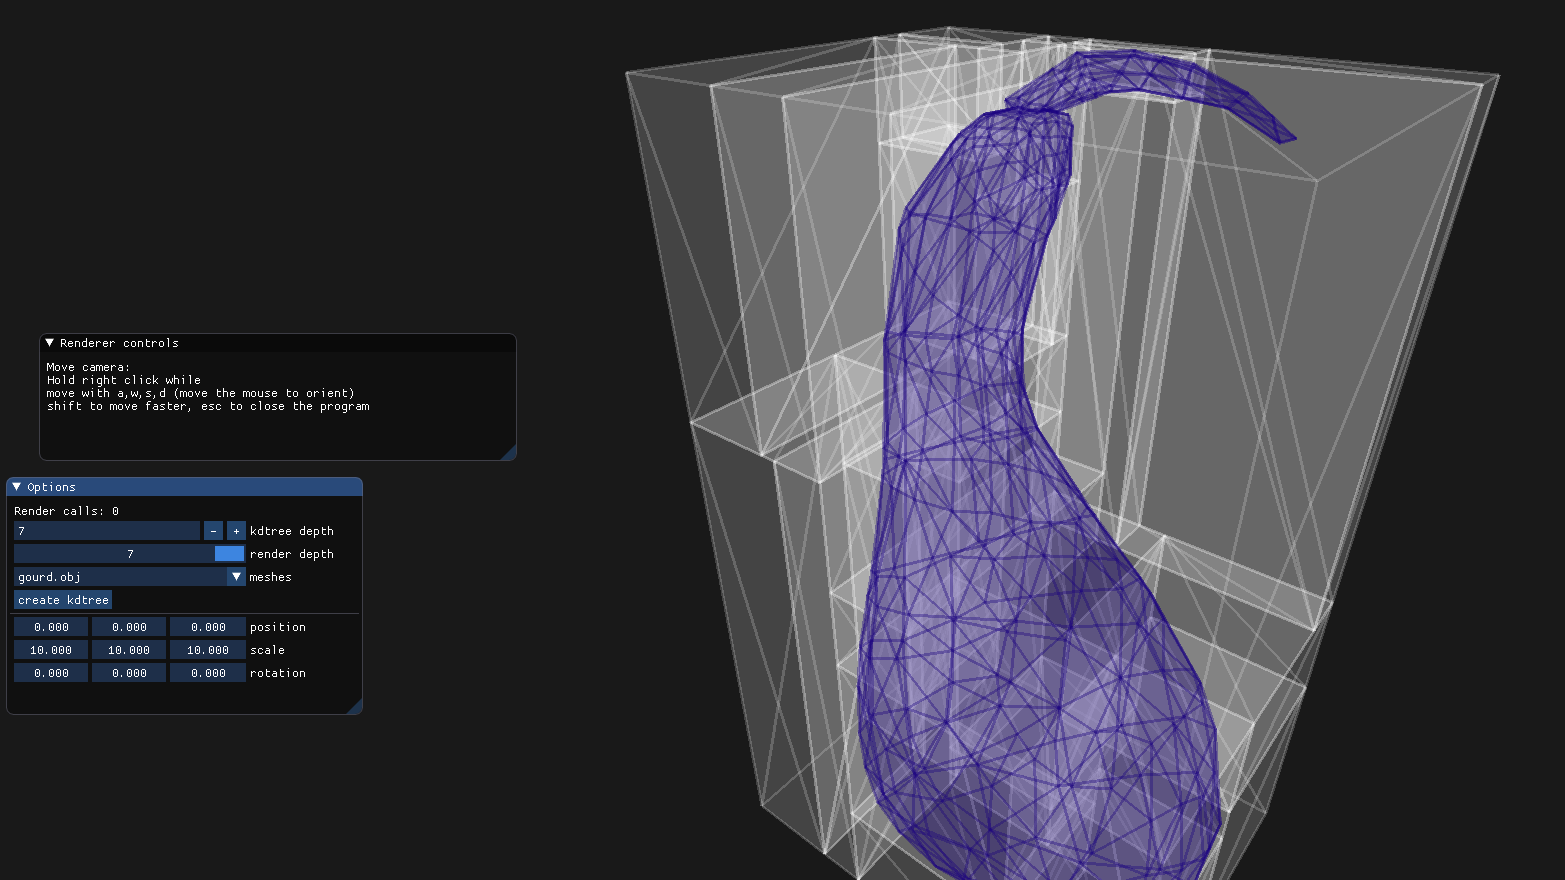 Renderer controls
Move camera:
Hold right click while
move with a,w,s,d (move the mouse to orient)
shift to move faster, esc to close the program
Options
Render calls: 0
7 - + kdtree depth
7 render depth
gourd.obj meshes
create kdtree
0.000 0.000 0.000 position
10.000 10.000 10.000 scale
0.000 0.000 0.000 rotation